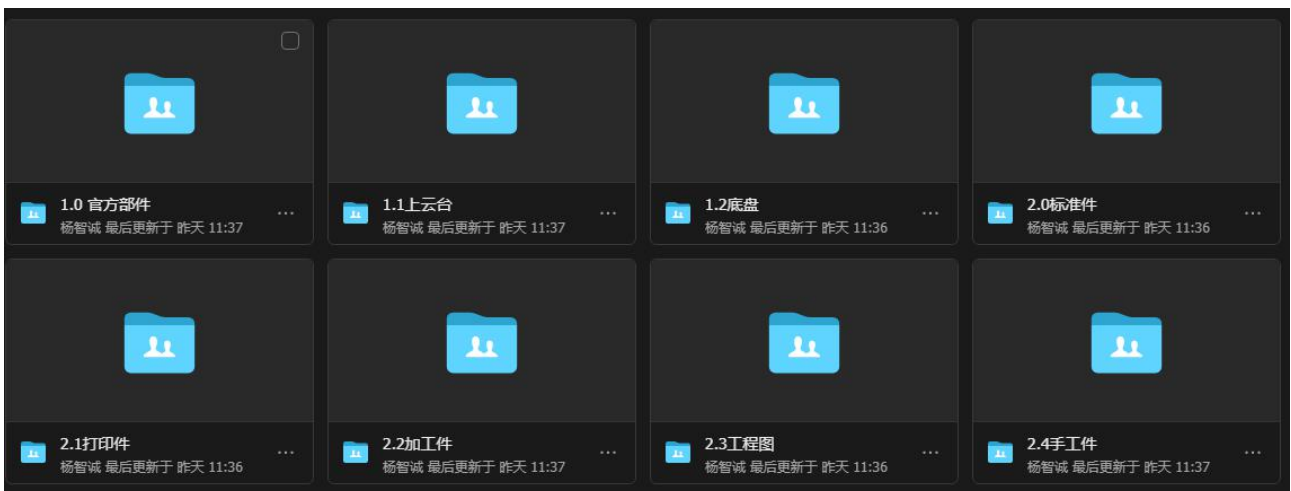 1.0 官方部件
杨智诚 最后更新于 昨天 11:37
1.1上云台
杨智诚 最后更新于 昨天 11:37
1.2底盘
杨智诚 最后更新于 昨天 11:36
2.0标准件
杨智诚 最后更新于 昨天 11:36
2.1打印件
杨智诚 最后更新于 昨天 11:36
2.2加工件
杨智诚 最后更新于 昨天 11:37
2.3工程图
杨智诚 最后更新于 昨天 11:36
2.4手工件
杨智诚 最后更新于 昨天 11:37